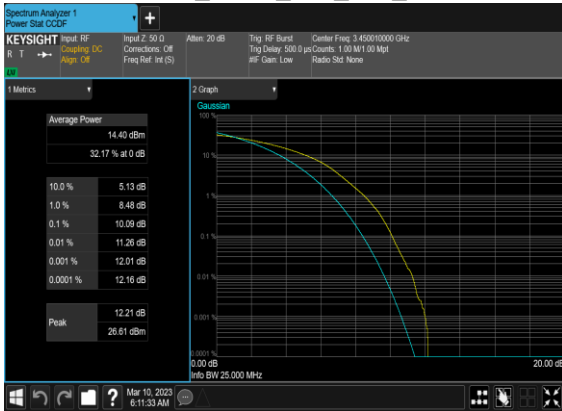 Spectrum Analyzer 1
Power Stat CCDF
KEYSIGHT
R T
LXI
Input: RF
Coupling: DC
Align: Off
Input Z: 50 Ω
Corrections: Off
Freq Ref: Int (S)
Atten: 20 dB
Trig: RF Burst
Trig Delay: 500.0 µs
#IF Gain: Low
Center Freq: 3.450010000 GHz
Counts: 1.00 M/1.00 Mpt
Radio Std: None
1 Metrics
Average Power
14.40 dBm
32.17 % at 0 dB
10.0 % 5.13 dB
1.0 % 8.48 dB
0.1 % 10.09 dB
0.01 % 11.26 dB
0.001 % 12.01 dB
0.0001 % 12.16 dB
Peak
12.21 dB
26.61 dBm
2 Graph
Gaussian
100 %
10 %
1 %
0.1 %
0.01 %
0.001 %
0.0001 %
0.00 dB 20.00 dB
Info BW 25.000 MHz
?
Mar 10, 2023
6:11:33 AM